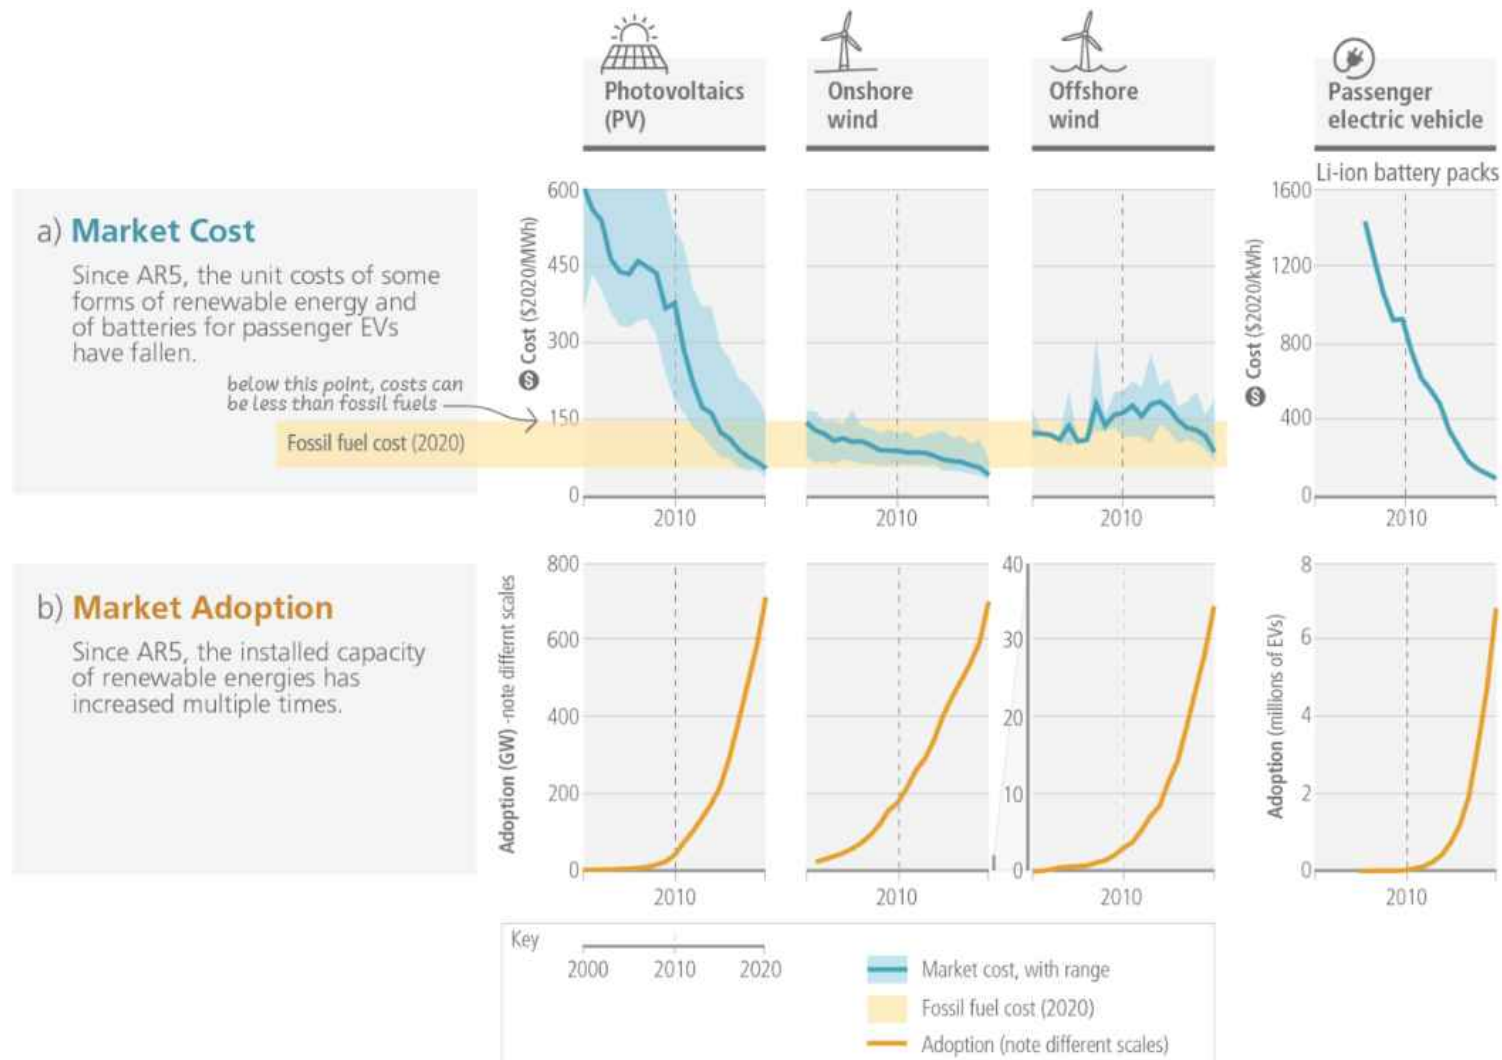 Photovoltaics
(PV)
Onshore
wind
Offshore
wind
Passenger
electric vehicle
a) Market Cost
Since AR5, the unit costs of some
forms of renewable energy and
of batteries for passenger EVs
have fallen.
below this point, costs can
be less than fossil fuels
Fossil fuel cost (2020)
$ Cost ($2020/MWh)
600
450
300
150
0
2010
2010
2010
Li-ion battery packs
$ Cost ($2020/kWh)
1600
1200
800
400
0
2010
b) Market Adoption
Since AR5, the installed capacity
of renewable energies has
increased multiple times.
Adoption (GW) -note differnt scales
800
600
400
200
0
2010
2010
40
30
20
10
0
2010
Adoption (millions of EVs)
8
6
4
2
0
2010
Key
2000 2010 2020
Market cost, with range
Fossil fuel cost (2020)
Adoption (note different scales)